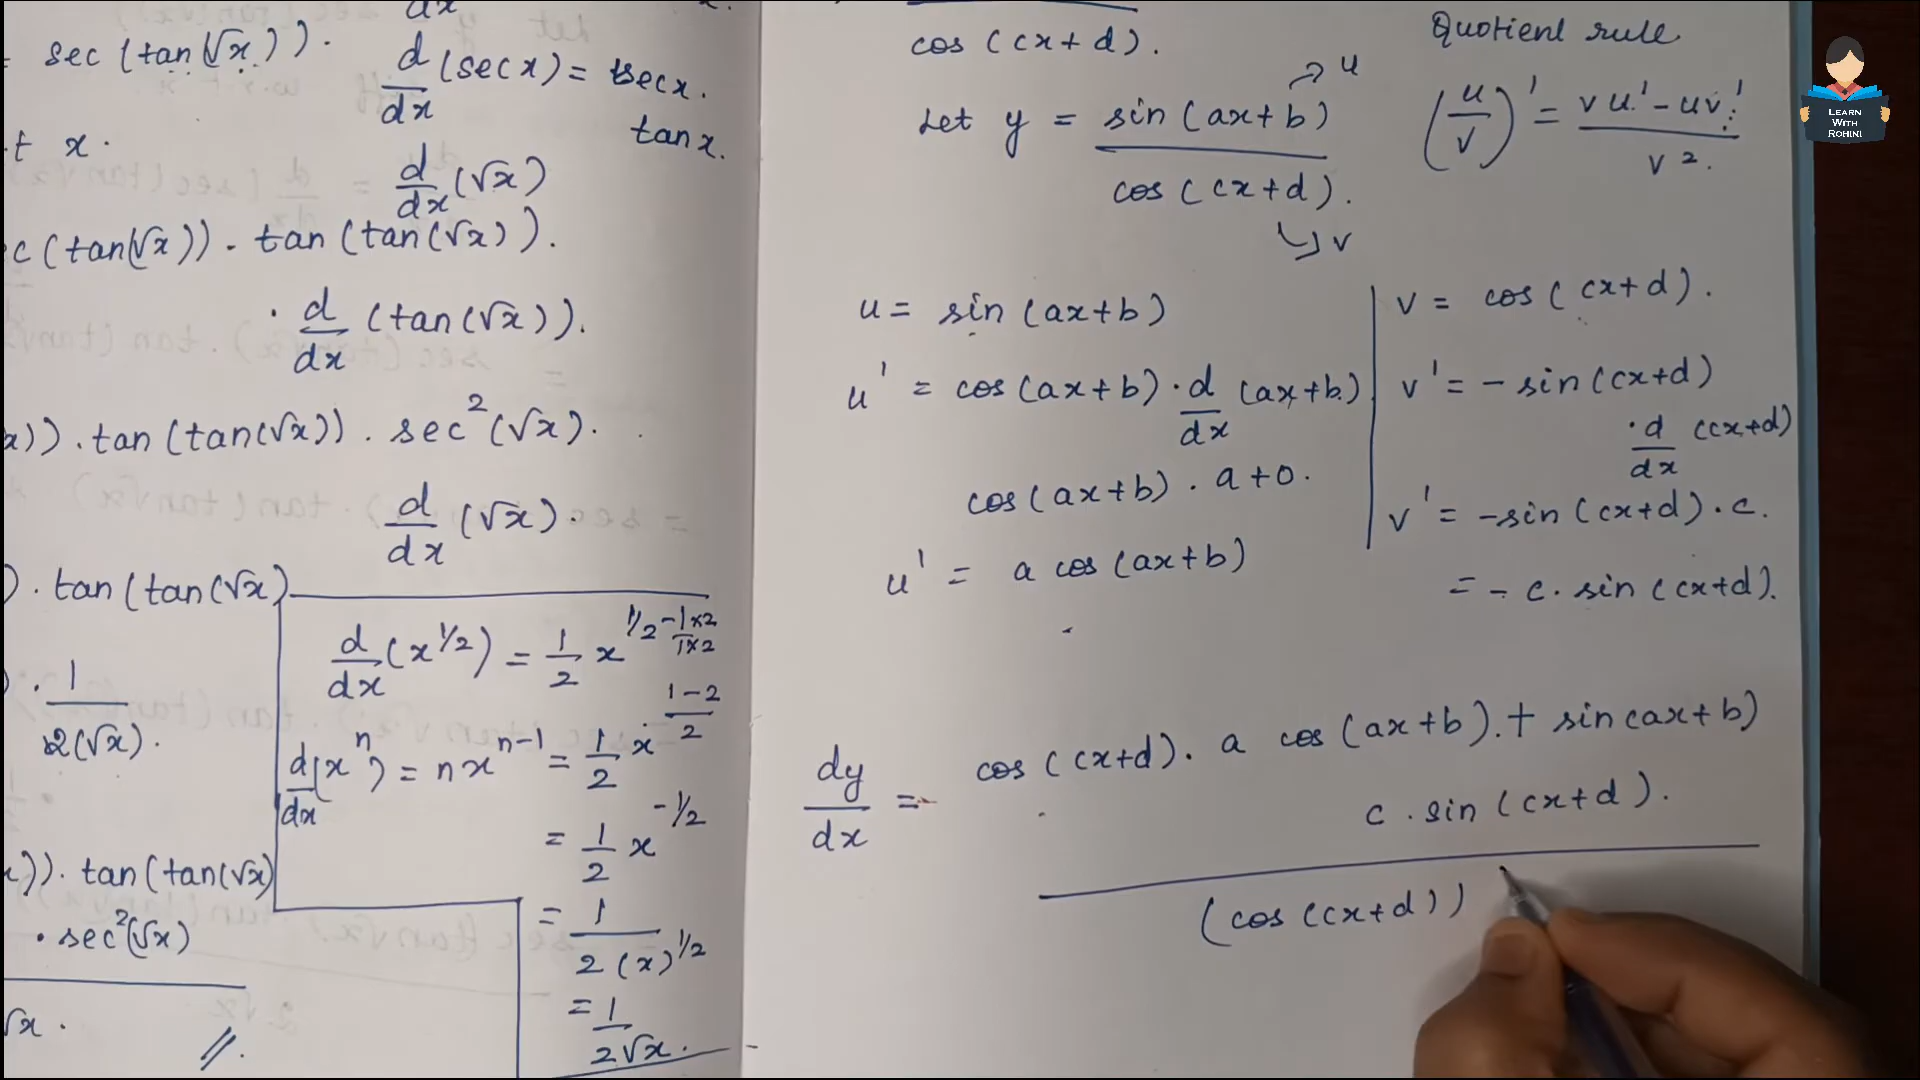 dx
= sec (tan(√x)).
d/dx (sec x) = secx.
tanx.
t x.
d/dx (√x)
c (tan(√x)) . tan (tan(√x)).
. d/dx (tan(√x)).
x)) . tan (tan(√x)) . sec² (√x).
d/dx (√x).
) . tan (tan(√x)
d/dx (x^1/2) = 1/2 x^(1/2 - 1×2/1×2)
) . 1/2(√x).
d/dx (x^n) = n x^(n-1) = 1/2 x^((1-2)/2)
= 1/2 x^(-1/2)
)). tan (tan(√x)
. sec²(√x)
= 1/2(x)^1/2
√x.
= 1/2√x.
cos (cx+d).
Let y = sin (ax+b) → u
cos (cx+d).
↳ v
Quotient rule
(u/v)' = vu' - uv'/v².
u = sin (ax+b)
u' = cos (ax+b) . d/dx (ax+b)
cos (ax+b) . a+0.
u' = a cos (ax+b)
v = cos (cx+d).
v' = - sin (cx+d)
. d/dx (cx+d)
v' = -sin (cx+d) . c.
= - c. sin (cx+d).
dy/dx = cos (cx+d). a cos (ax+b). + sin(ax+b)
c . sin (cx+d).
(cos (cx+d))
LEARN
WITH
ROHINI